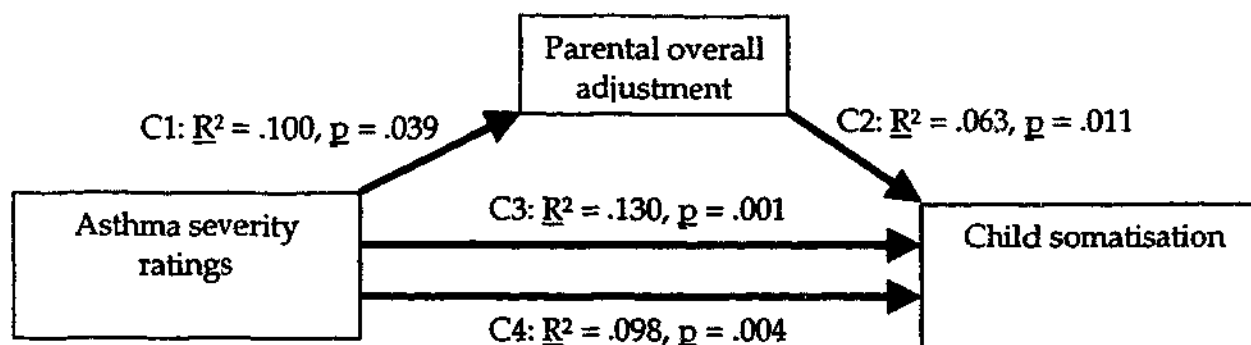 Parental overall
adjustment
C1: R² = .100, p = .039
C2: R² = .063, p = .011
Asthma severity
ratings
C3: R² = .130, p = .001
Child somatisation
C4: R² = .098, p = .004